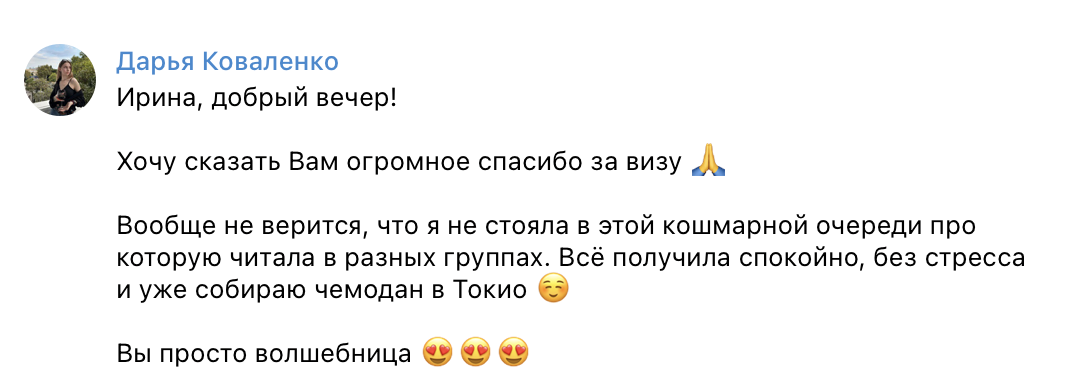 Дарья Коваленко
Ирина, добрый вечер!
Хочу сказать Вам огромное спасибо за визу 🙏
Вообще не верится, что я не стояла в этой кошмарной очереди про
которую читала в разных группах. Всё получила спокойно, без стресса
и уже собираю чемодан в Токио ☺️
Вы просто волшебница 😍😍😍